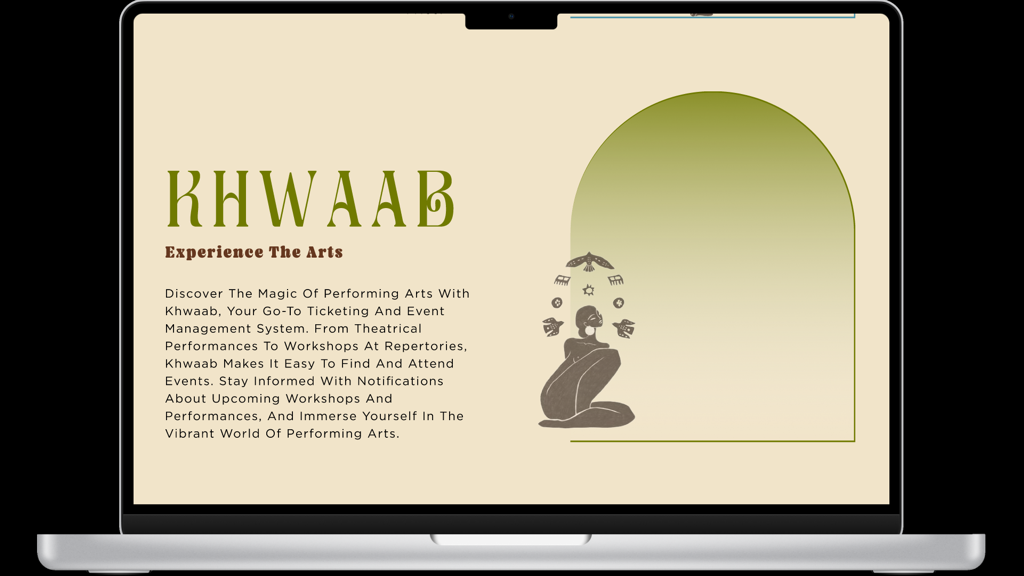 KHWAAB
Experience The Arts
Discover The Magic Of Performing Arts With
Khwaab, Your Go-To Ticketing And Event
Management System. From Theatrical
Performances To Workshops At Repertories,
Khwaab Makes It Easy To Find And Attend
Events. Stay Informed With Notifications
About Upcoming Workshops And
Performances, And Immerse Yourself In The
Vibrant World Of Performing Arts.